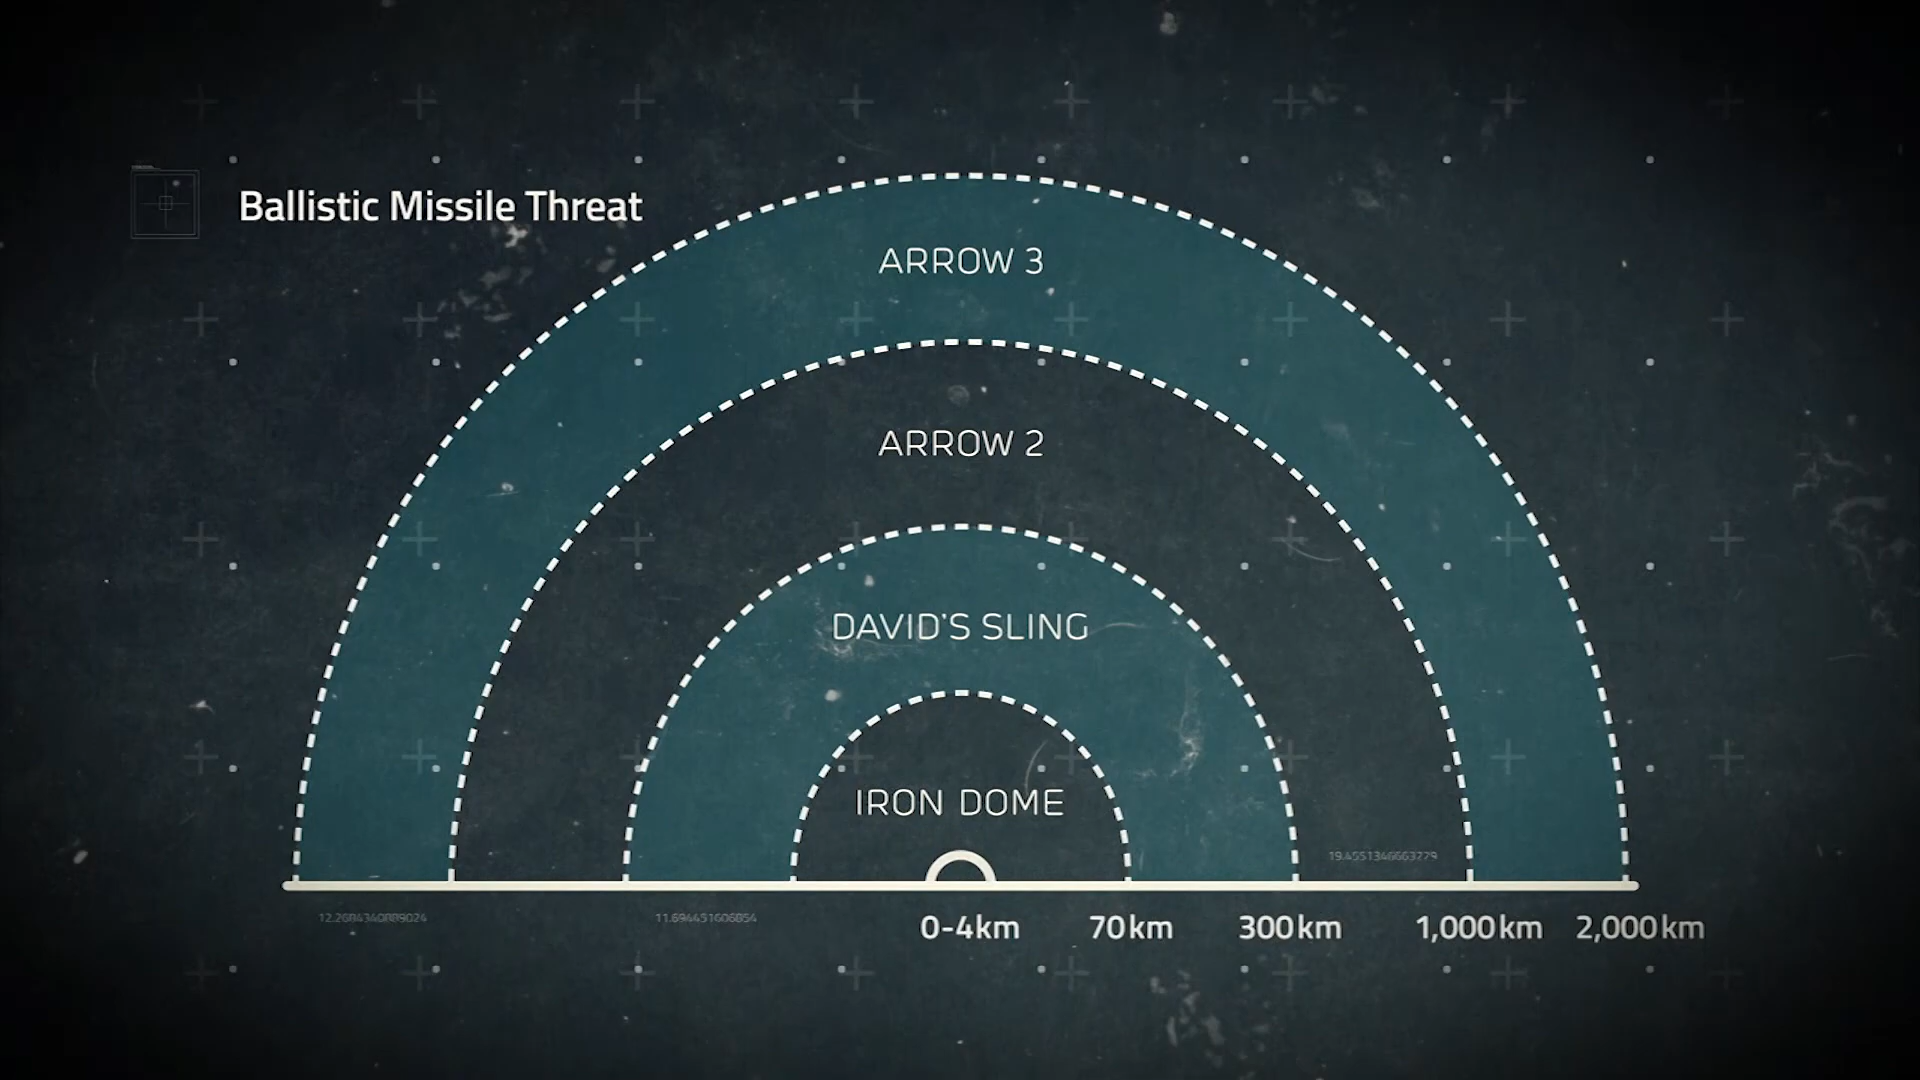 Ballistic Missile Threat
ARROW 3
ARROW 2
DAVID'S SLING
IRON DOME
0-4km
70km
300km
1,000km
2,000km